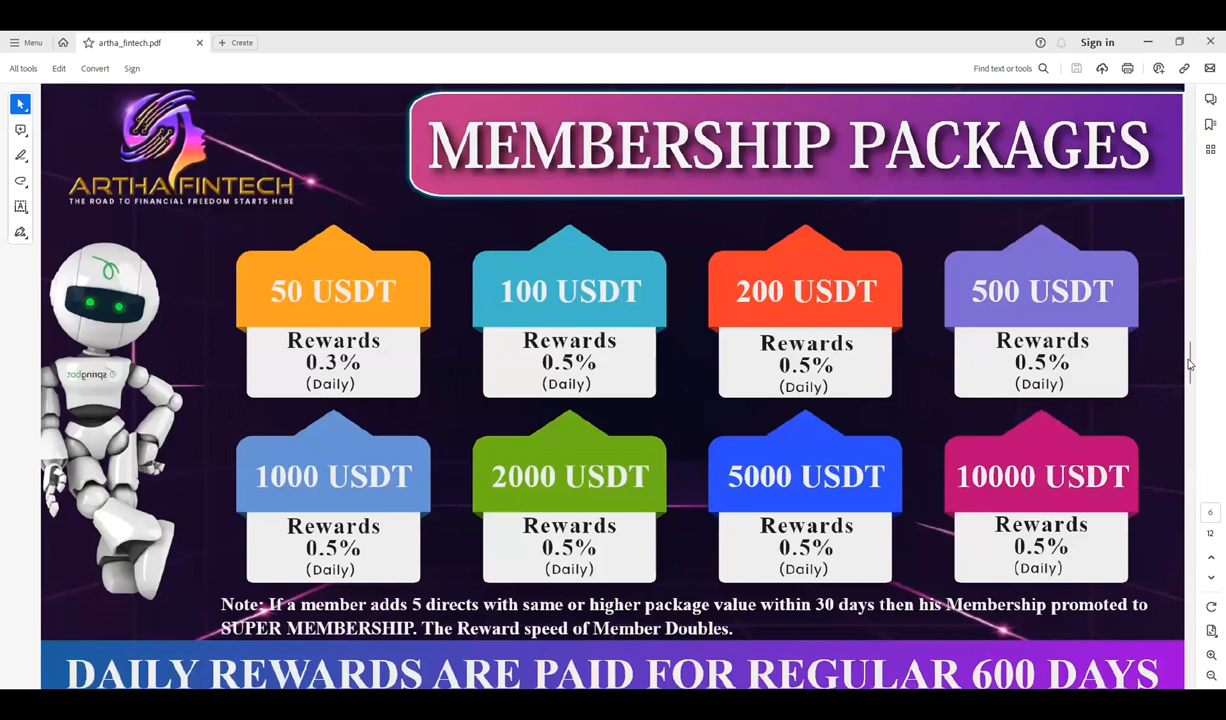 Menu
artha_fintech.pdf
Create
Sign in
All tools
Edit
Convert
Sign
Find text or tools
ARTHA FINTECH
THE ROAD TO FINANCIAL FREEDOM STARTS HERE
MEMBERSHIP PACKAGES
50 USDT
Rewards
0.3%
(Daily)
100 USDT
Rewards
0.5%
(Daily)
200 USDT
Rewards
0.5%
(Daily)
500 USDT
Rewards
0.5%
(Daily)
1000 USDT
Rewards
0.5%
(Daily)
2000 USDT
Rewards
0.5%
(Daily)
5000 USDT
Rewards
0.5%
(Daily)
10000 USDT
Rewards
0.5%
(Daily)
springbot
6
12
Note: If a member adds 5 directs with same or higher package value within 30 days then his Membership promoted to
SUPER MEMBERSHIP. The Reward speed of Member Doubles.
DAILY REWARDS ARE PAID FOR REGULAR 600 DAYS